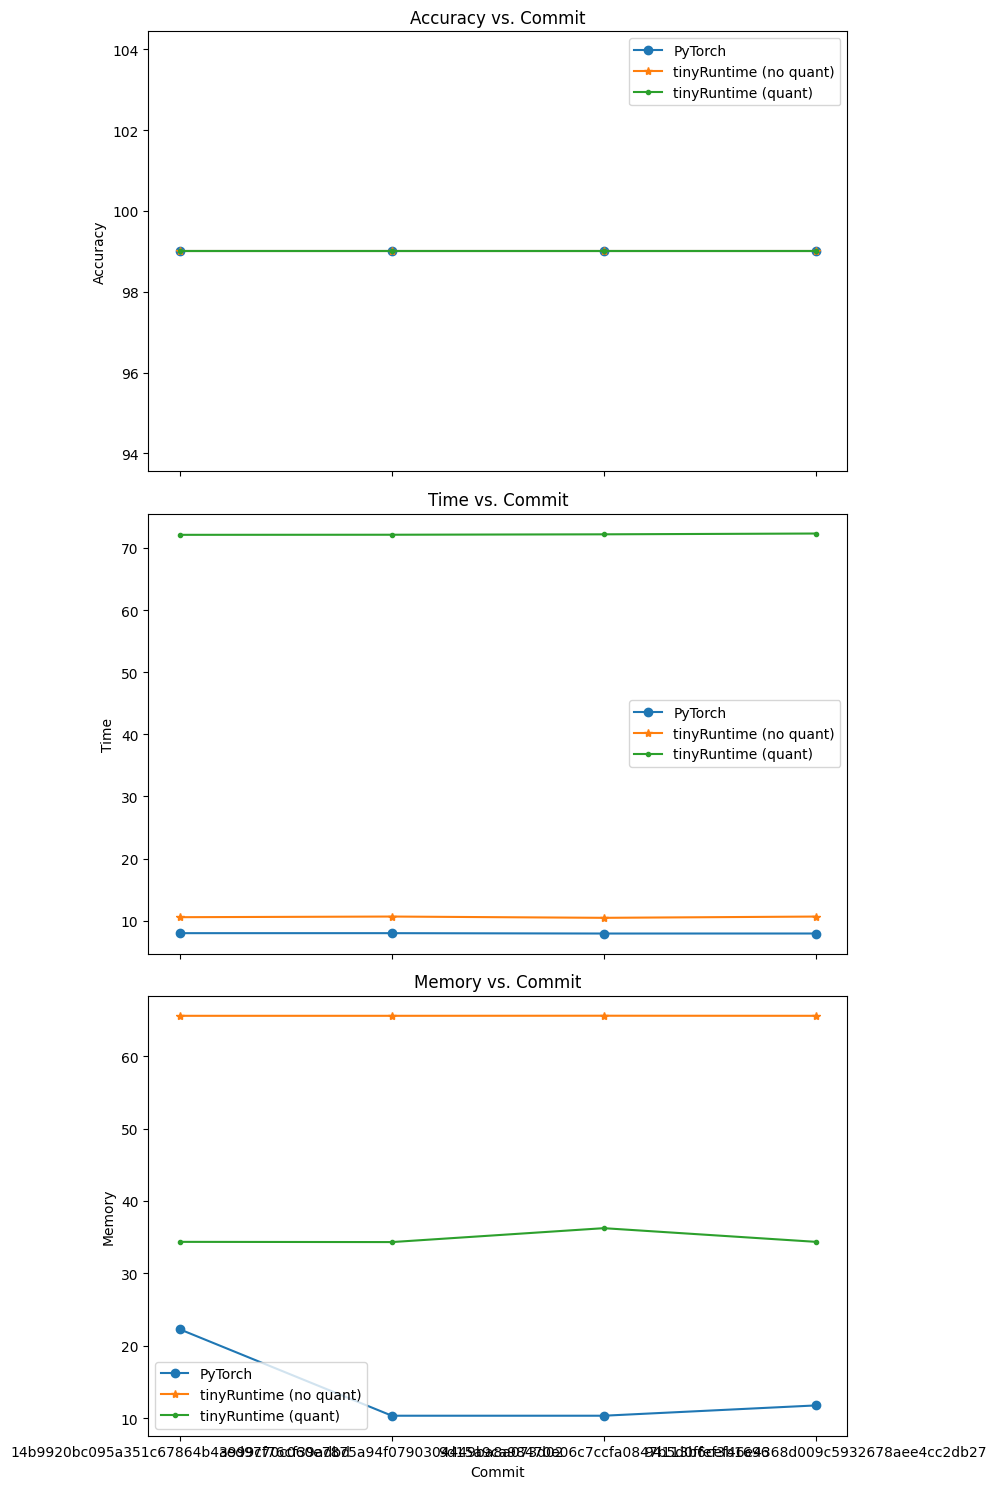 Accuracy vs. Commit
PyTorch
tinyRuntime (no quant)
tinyRuntime (quant)
104
102
100
98
96
94
Accuracy
Time vs. Commit
70
60
50
40
30
20
10
Time
PyTorch
tinyRuntime (no quant)
tinyRuntime (quant)
Memory vs. Commit
60
50
40
30
20
10
Memory
PyTorch
tinyRuntime (no quant)
tinyRuntime (quant)
Commit